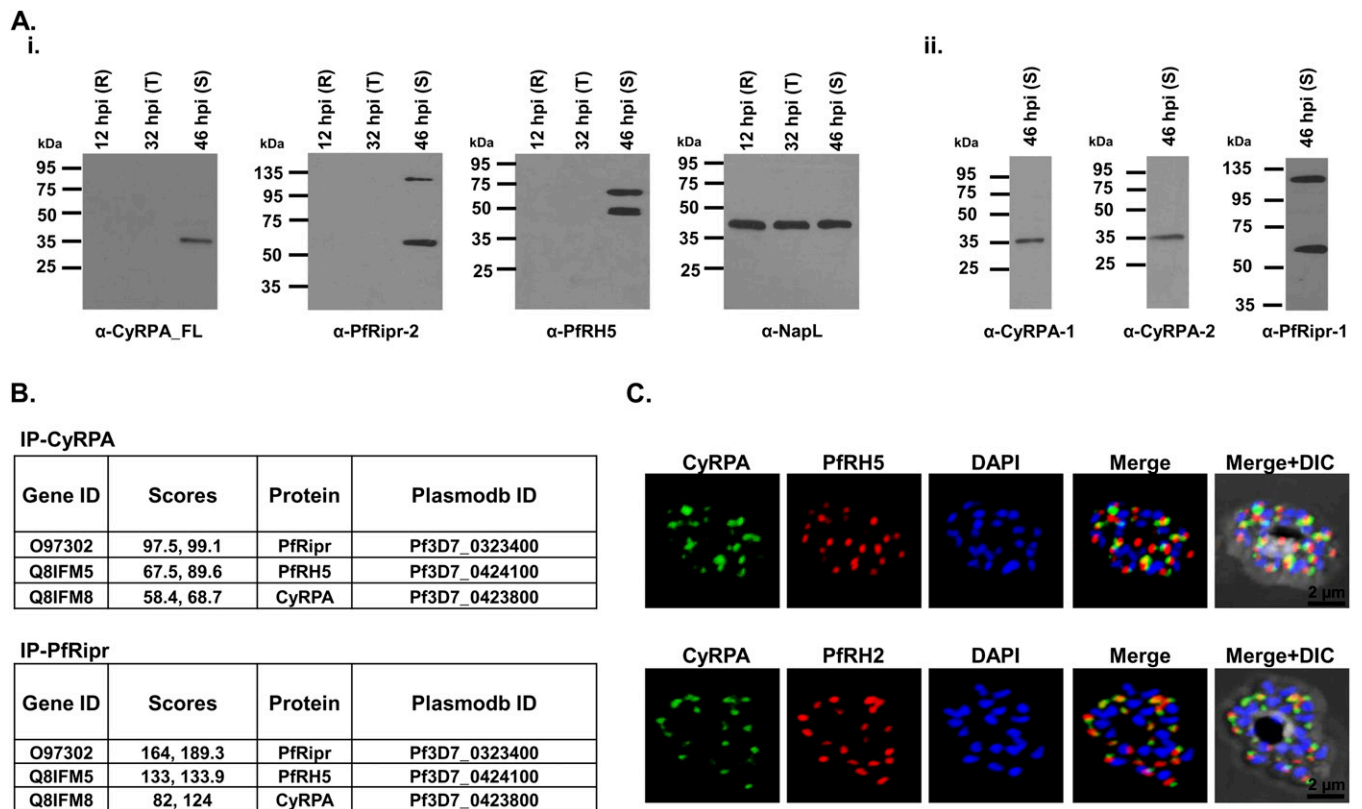 A.
i.
12 hpi (R)
32 hpi (T)
46 hpi (S)
kDa
95
75
50
35
25
α-CyRPA_FL
12 hpi (R)
32 hpi (T)
46 hpi (S)
kDa
135
95
75
50
35
α-PfRipr-2
12 hpi (R)
32 hpi (T)
46 hpi (S)
kDa
95
75
50
35
25
α-PfRH5
12 hpi (R)
32 hpi (T)
46 hpi (S)
kDa
95
75
50
35
25
α-NapL
ii.
46 hpi (S)
kDa
95
75
50
35
25
α-CyRPA-1
46 hpi (S)
kDa
95
75
50
35
25
α-CyRPA-2
46 hpi (S)
kDa
135
95
75
50
35
α-PfRipr-1
B.
IP-CyRPA
Gene ID Scores Protein Plasmodb ID
O97302 97.5, 99.1 PfRipr Pf3D7_0323400
Q8IFM5 67.5, 89.6 PfRH5 Pf3D7_0424100
Q8IFM8 58.4, 68.7 CyRPA Pf3D7_0423800
IP-PfRipr
Gene ID Scores Protein Plasmodb ID
O97302 164, 189.3 PfRipr Pf3D7_0323400
Q8IFM5 133, 133.9 PfRH5 Pf3D7_0424100
Q8IFM8 82, 124 CyRPA Pf3D7_0423800
C.
CyRPA PfRH5 DAPI Merge Merge+DIC
2 µm
CyRPA PfRH2 DAPI Merge Merge+DIC
2 µm